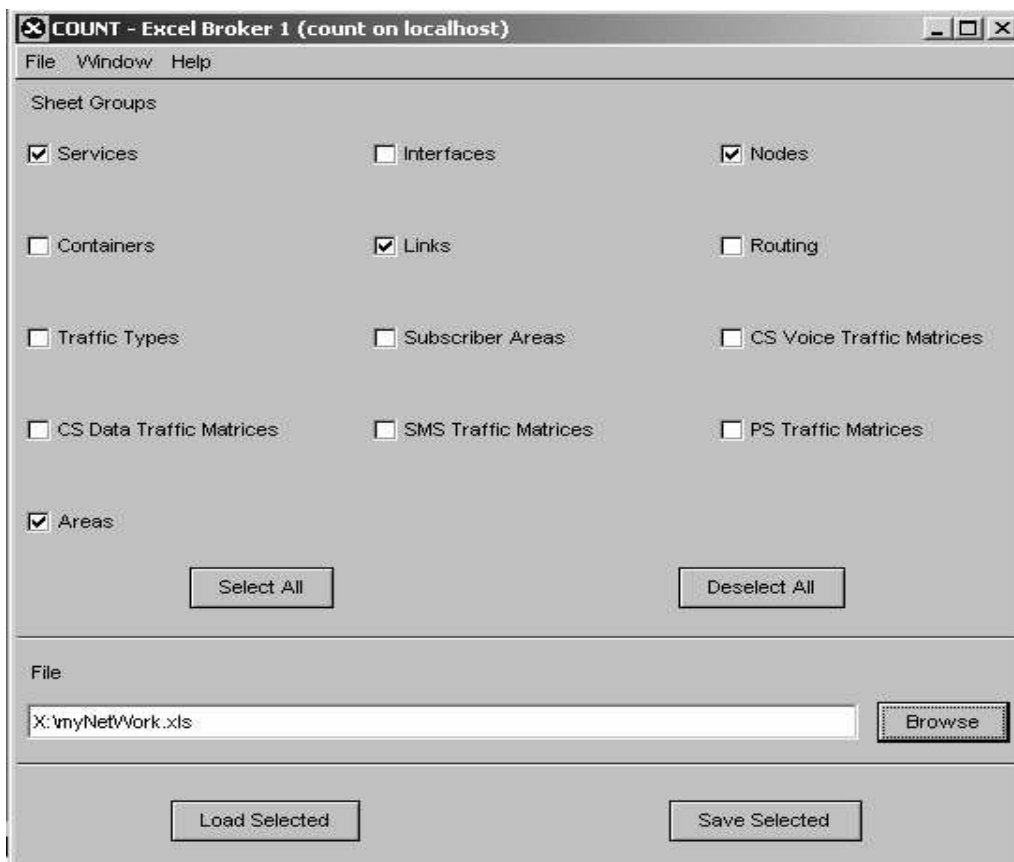 COUNT - Excel Broker 1 (count on localhost)
File Window Help
Sheet Groups
Services Interfaces Nodes
Containers Links Routing
Traffic Types Subscriber Areas CS Voice Traffic Matrices
CS Data Traffic Matrices SMS Traffic Matrices PS Traffic Matrices
Areas
Select All Deselect All
File
X:\myNetWork.xls Browse
Load Selected Save Selected